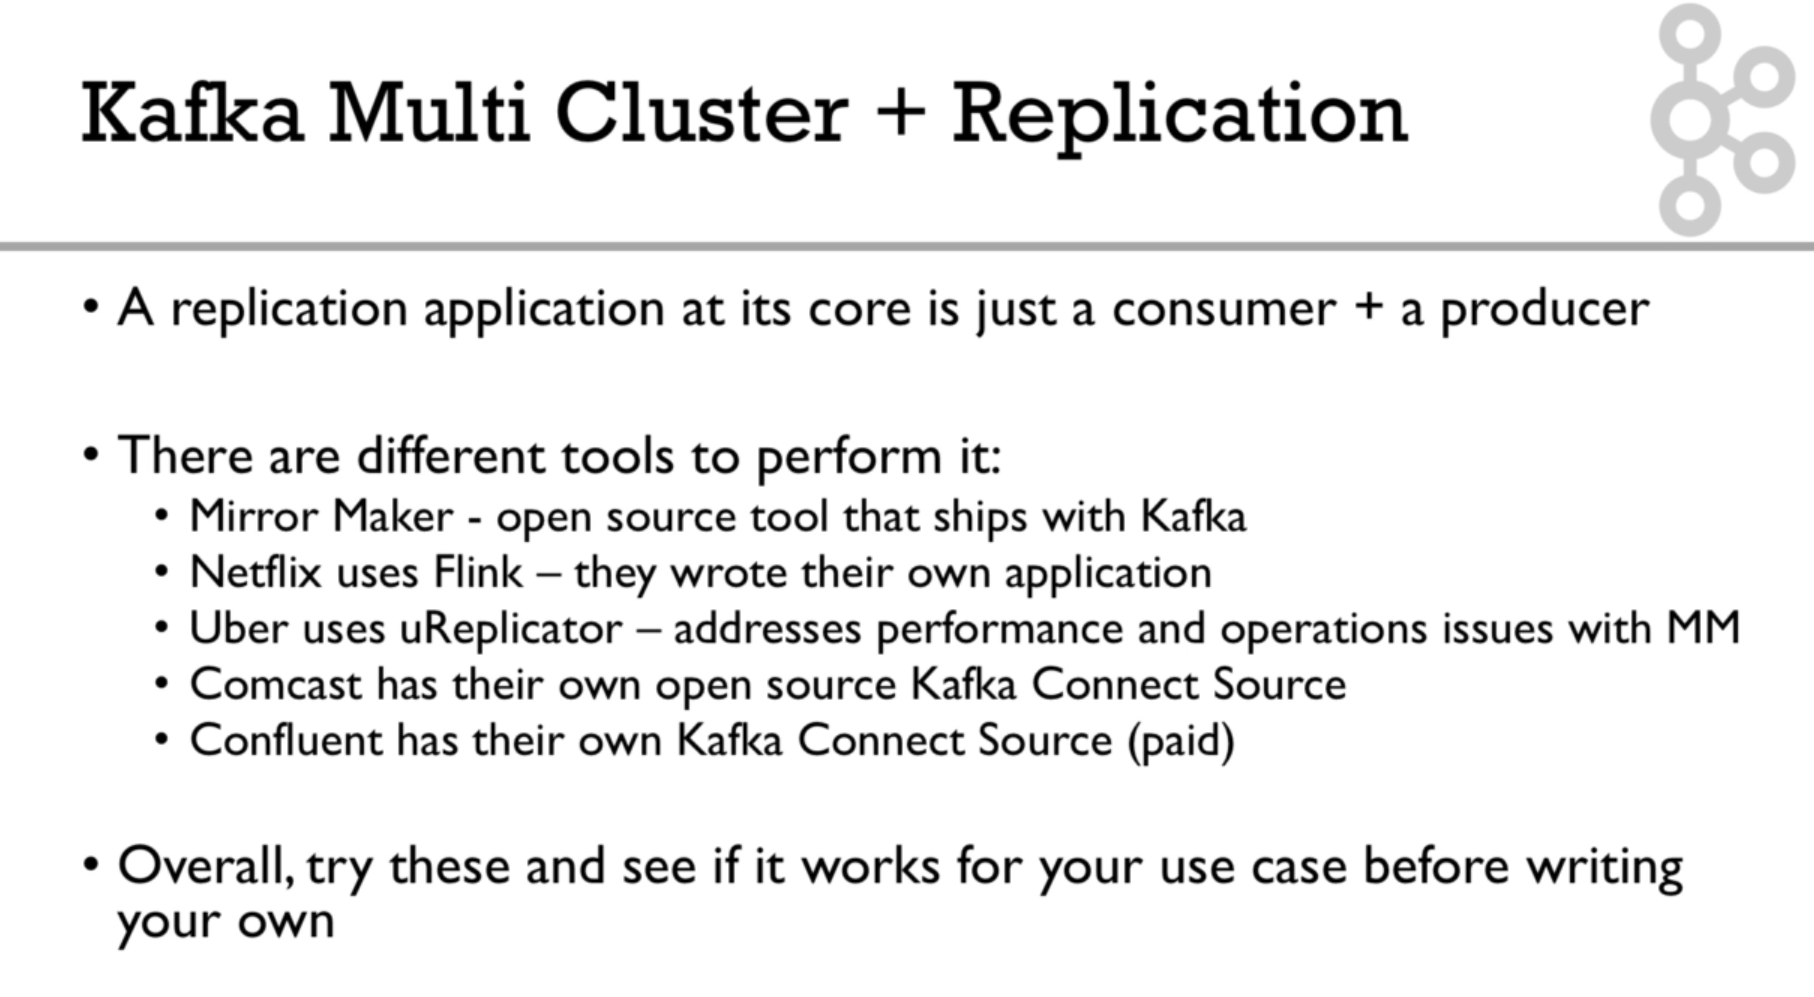 Kafka Multi Cluster + Replication
• A replication application at its core is just a consumer + a producer
• There are different tools to perform it:
• Mirror Maker - open source tool that ships with Kafka
• Netflix uses Flink – they wrote their own application
• Uber uses uReplicator – addresses performance and operations issues with MM
• Comcast has their own open source Kafka Connect Source
• Confluent has their own Kafka Connect Source (paid)
• Overall, try these and see if it works for your use case before writing
your own